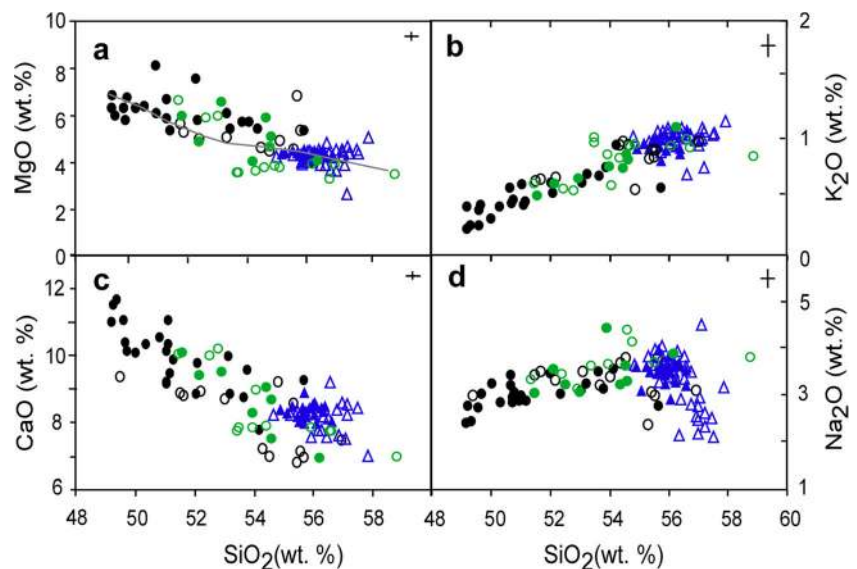 10
8
6
4
2
0
MgO (wt.%)
a
b
2
1
0
K2O (wt.%)
12
10
8
6
CaO (wt. %)
c
d
5
3
1
Na2O (wt. %)
48 50 52 54 56 58
SiO2(wt. %)
48 50 52 54 56 58 60
SiO2(wt. %)